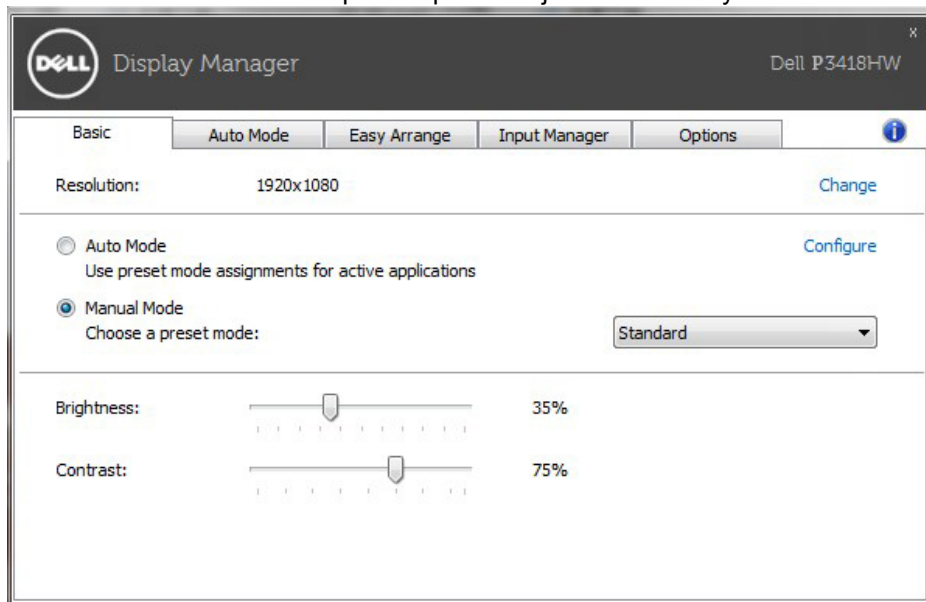 DELL Display Manager
x
Dell P3418HW
Basic Auto Mode Easy Arrange Input Manager Options
Resolution: 1920x1080 Change
Auto Mode Configure
Use preset mode assignments for active applications
Manual Mode
Choose a preset mode: Standard
Brightness: 35%
Contrast: 75%